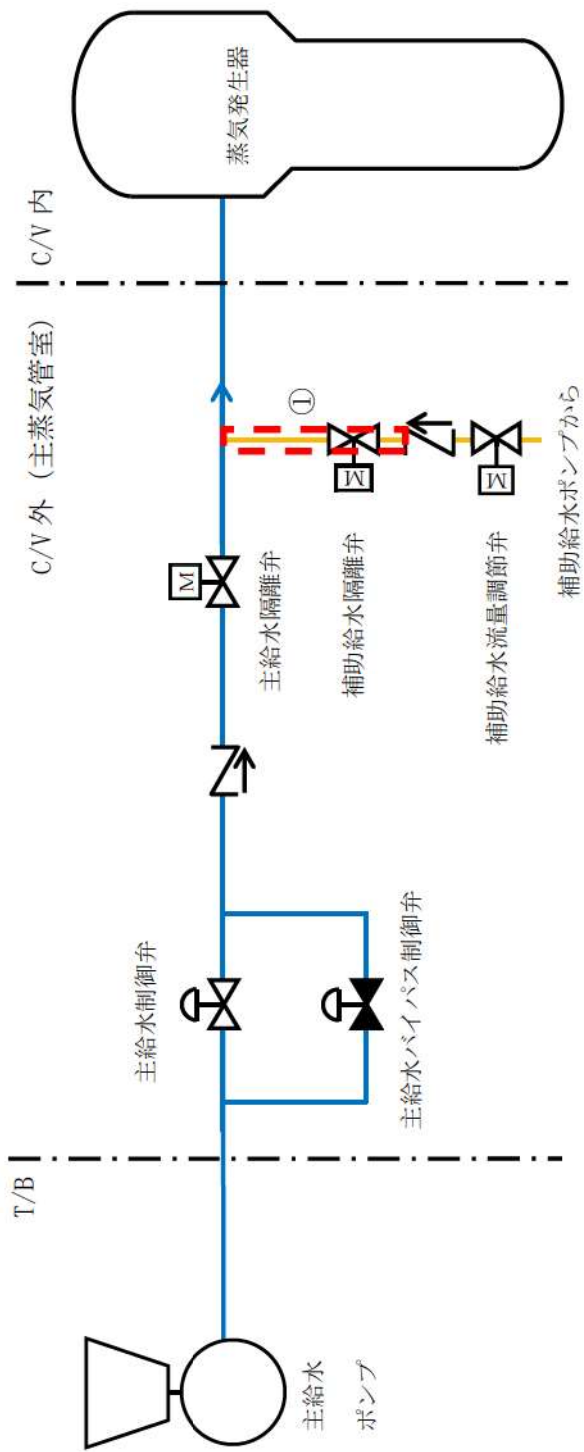 T/B
C/V 外 (主蒸気管室)
C/V 内
主給水
ポンプ
主給水制御弁
主給水バイパス制御弁
M
主給水隔離弁
①
M
補助給水隔離弁
M
補助給水流量調節弁
補助給水ポンプから
蒸気発生器